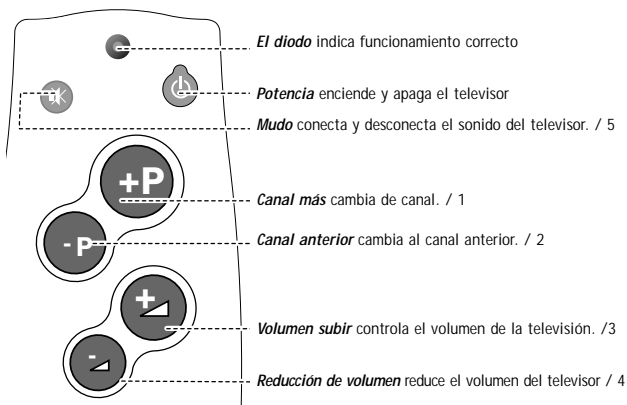 El diodo indica funcionamiento correcto
Potencia enciende y apaga el televisor
Mudo conecta y desconecta el sonido del televisor. / 5
+P
Canal más cambia de canal. / 1
- P
Canal anterior cambia al canal anterior. / 2
+
Volumen subir controla el volumen de la televisión. /3
-
Reducción de volumen reduce el volumen del televisor / 4